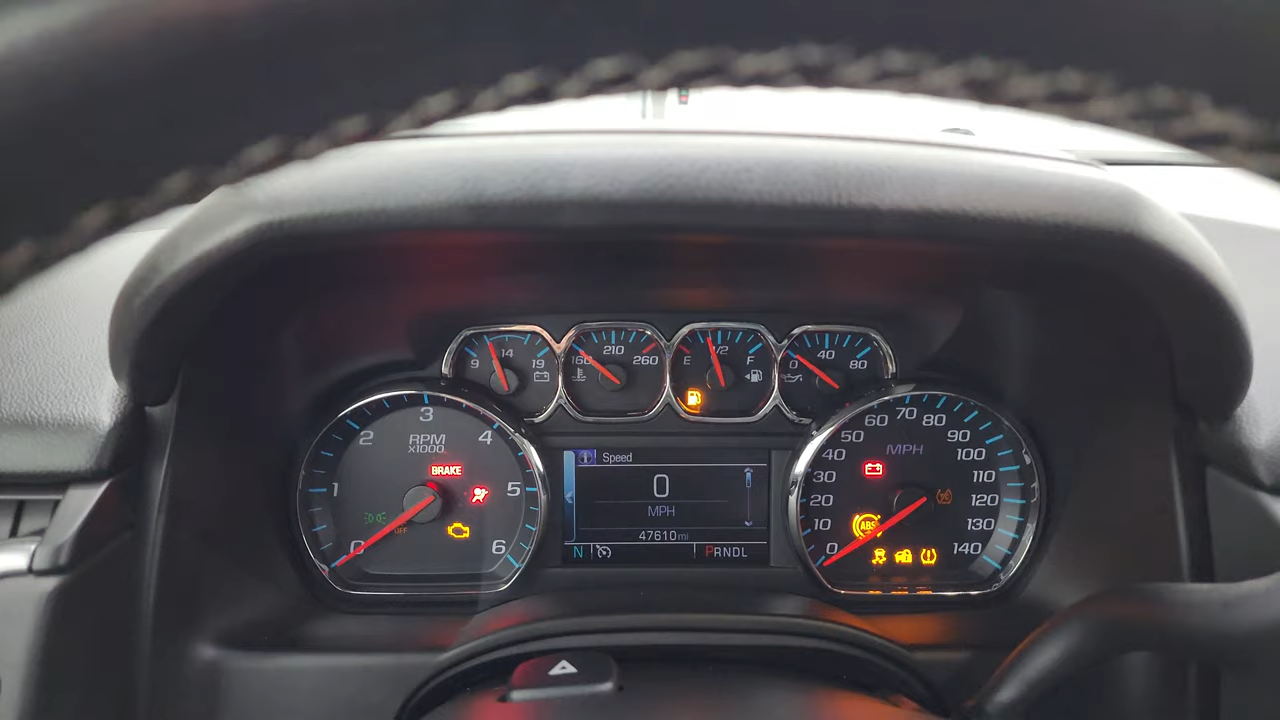 9 14 19
160 210 260
E 1/2 F
0 40 80
RPM
x1000
0 1 2 3 4 5 6
BRAKE
OFF
Speed
0
MPH
47610 mi
N
PRNDL
MPH
0 10 20 30 40 50 60 70 80 90 100 110 120 130 140
ABS